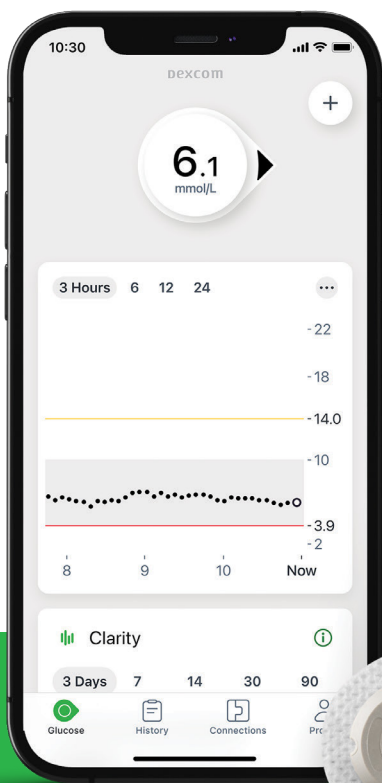 10:30
Dexcom
+
6.1
mmol/L
3 Hours 6 12 24
22
18
14.0
10
3.9
2
8 9 10 Now
Clarity
3 Days 7 14 30 90
Glucose History Connections